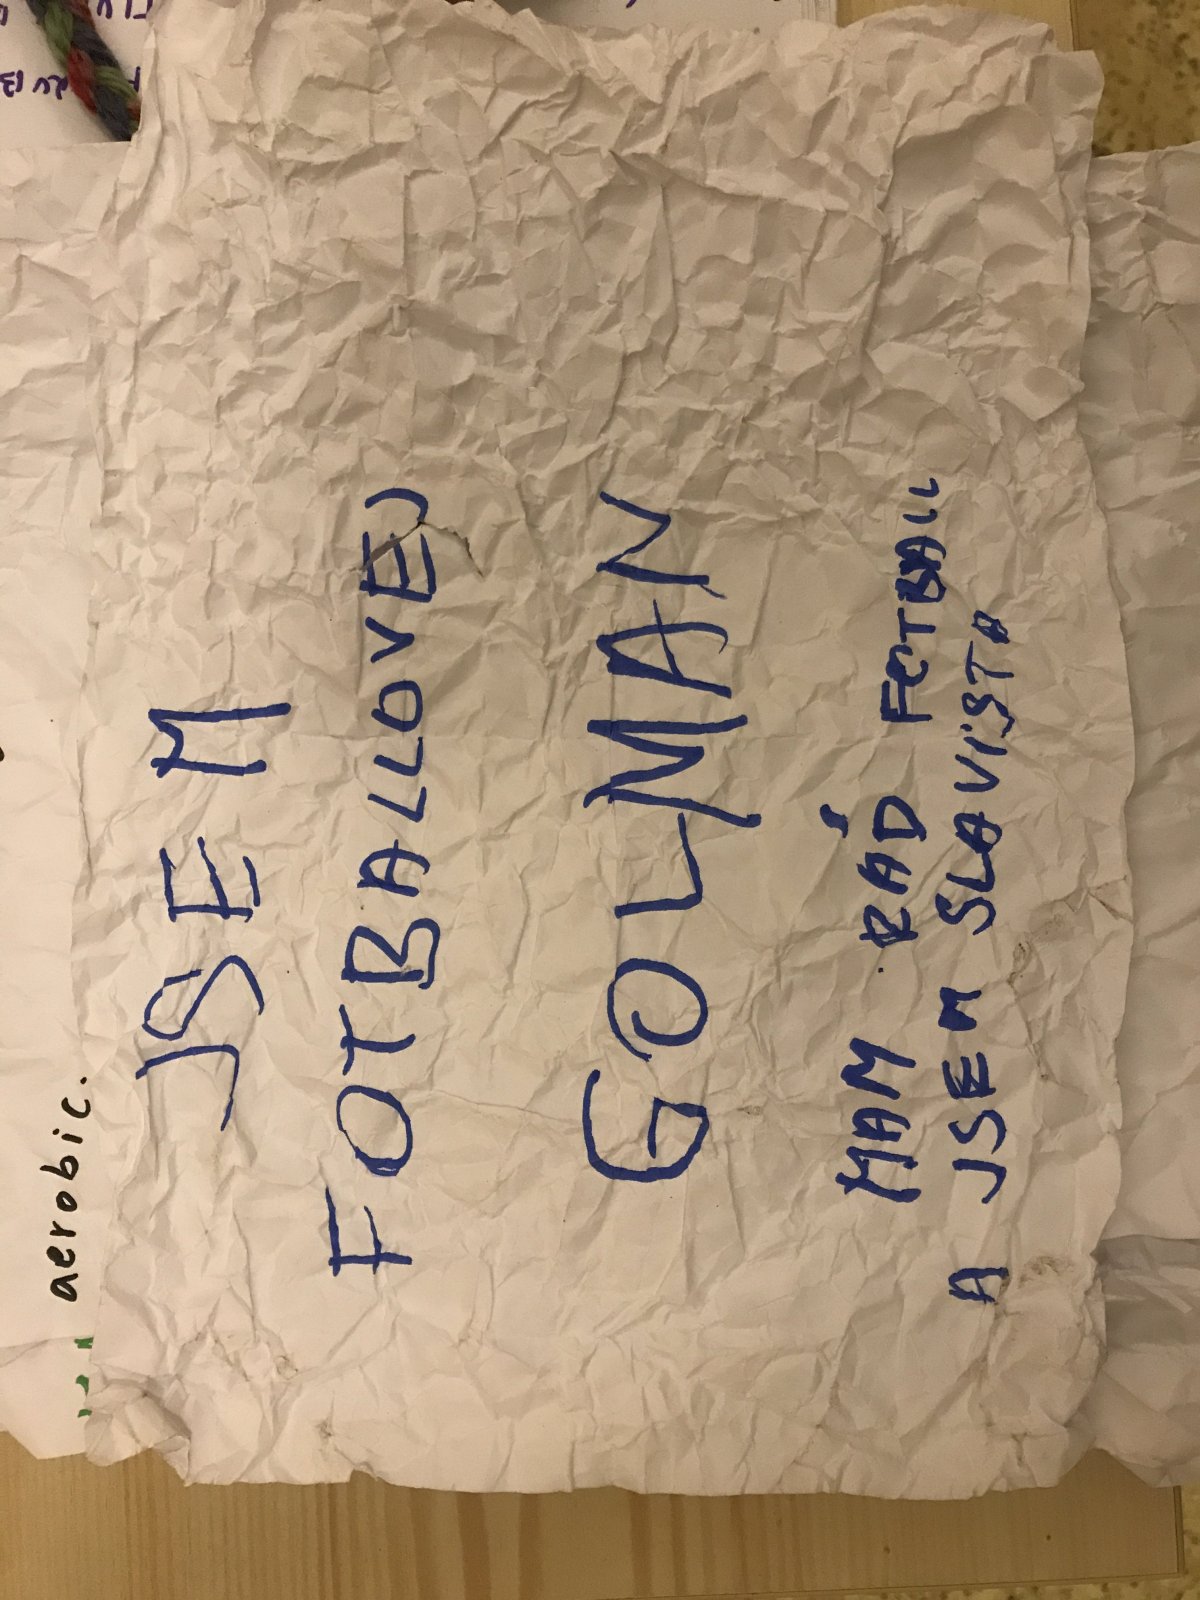 JSEM
FOTBALLOVEJ
GOLMAN
MAM RÁD FOTBALL
A JSEM SLAVISTA
aerobic.